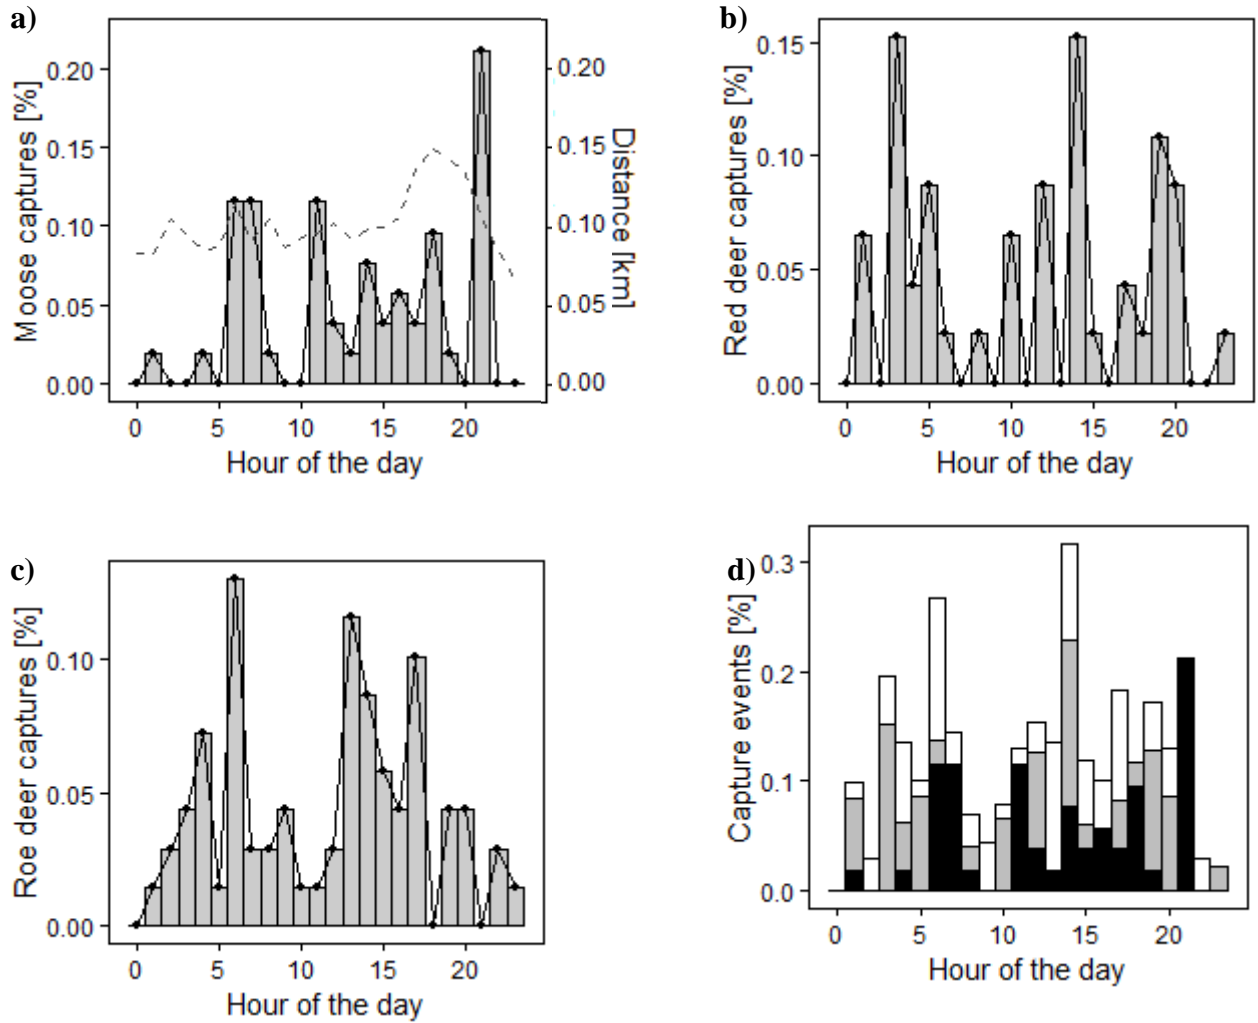 a)
Moose captures [%]
0.20
0.15
0.10
0.05
0.00
0.20
0.15
0.10
0.05
0.00
Distance [km]
0 5 10 15 20
Hour of the day
b)
Red deer captures [%]
0.15
0.10
0.05
0.00
0 5 10 15 20
Hour of the day
c)
Roe deer captures [%]
0.10
0.05
0.00
0 5 10 15 20
Hour of the day
d)
Capture events [%]
0.3
0.2
0.1
0.0
0 5 10 15 20
Hour of the day